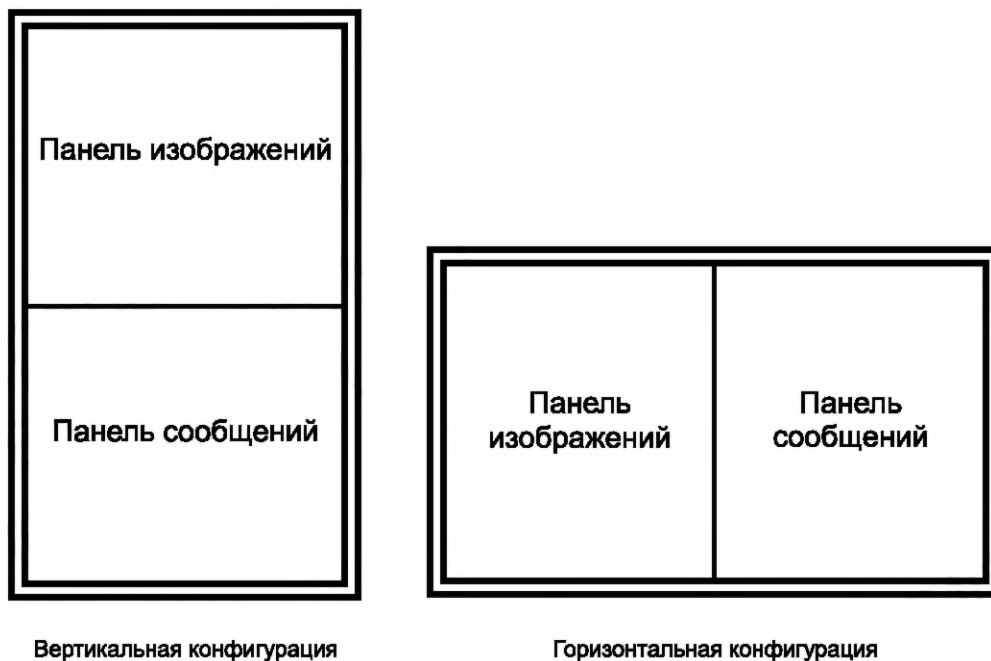 Панель изображений
Панель сообщений
Панель
изображений
Панель
сообщений
Вертикальная конфигурация
Горизонтальная конфигурация